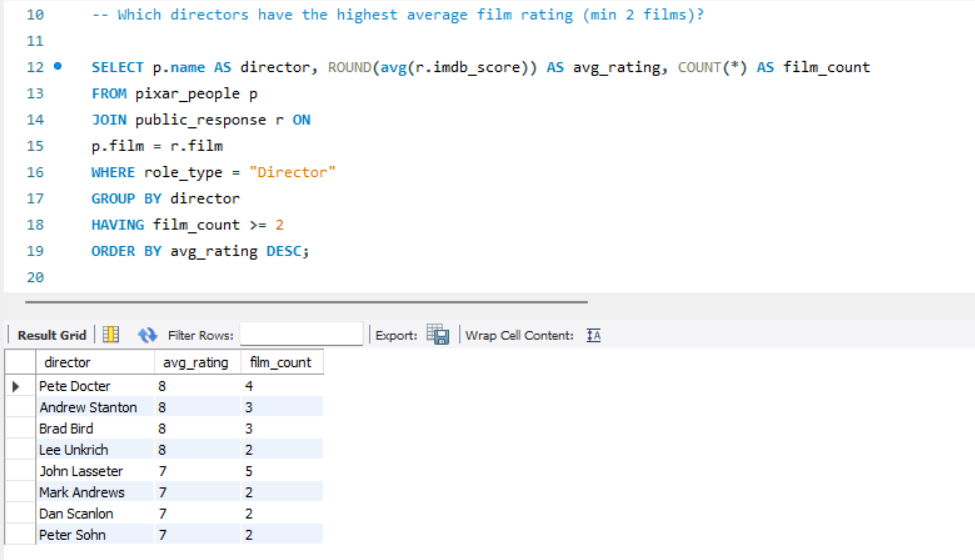 10 -- Which directors have the highest average film rating (min 2 films)?
11
12 SELECT p.name AS director, ROUND(avg(r.imdb_score)) AS avg_rating, COUNT(*) AS film_count
13 FROM pixar_people p
14 JOIN public_response r ON
15 p.film = r.film
16 WHERE role_type = "Director"
17 GROUP BY director
18 HAVING film_count >= 2
19 ORDER BY avg_rating DESC;
20
Result Grid Filter Rows: Export: Wrap Cell Content: IA
director avg_rating film_count
Pete Docter 8 4
Andrew Stanton 8 3
Brad Bird 8 3
Lee Unkrich 8 2
John Lasseter 7 5
Mark Andrews 7 2
Dan Scanlon 7 2
Peter Sohn 7 2